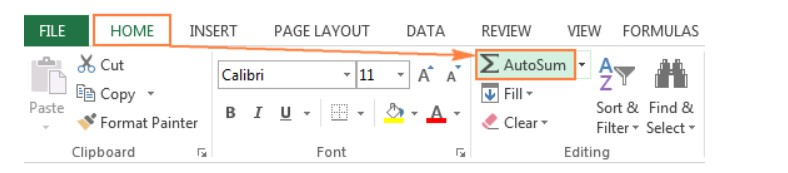 FILE HOME INSERT PAGE LAYOUT DATA REVIEW VIEW FORMULAS
Paste
Cut
Copy
Format Painter
Clipboard
Calibri 11 A A
B I U A
Font
Σ AutoSum
Fill
Clear
A Z
Sort & Filter
Find & Select
Editing